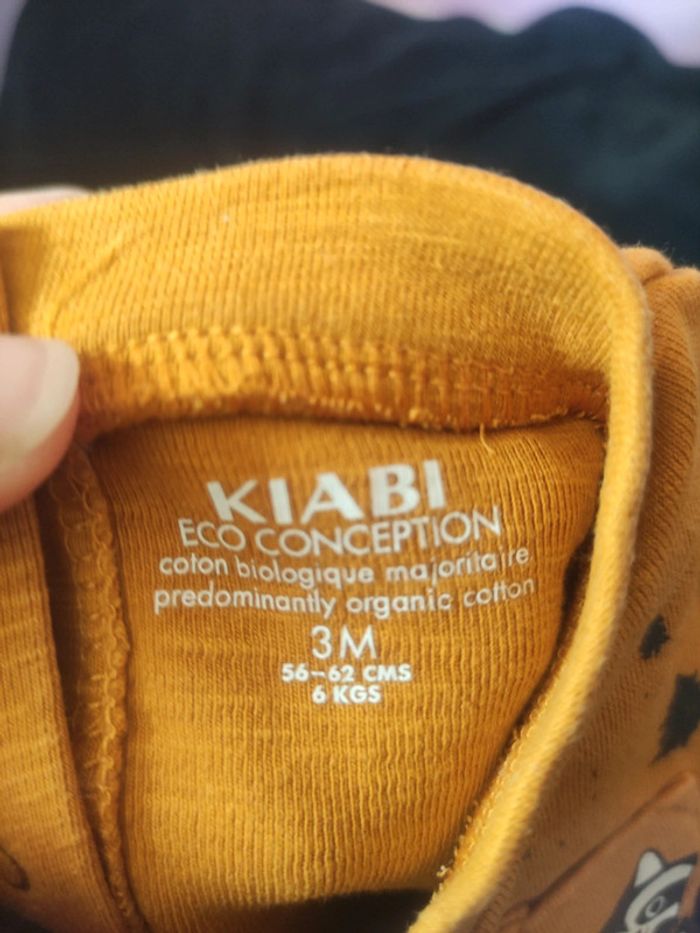 KIABI
ECO CONCEPTION
coton biologique majoritaire
predominantly organic cotton
3M
56-62 CMS
6 KGS